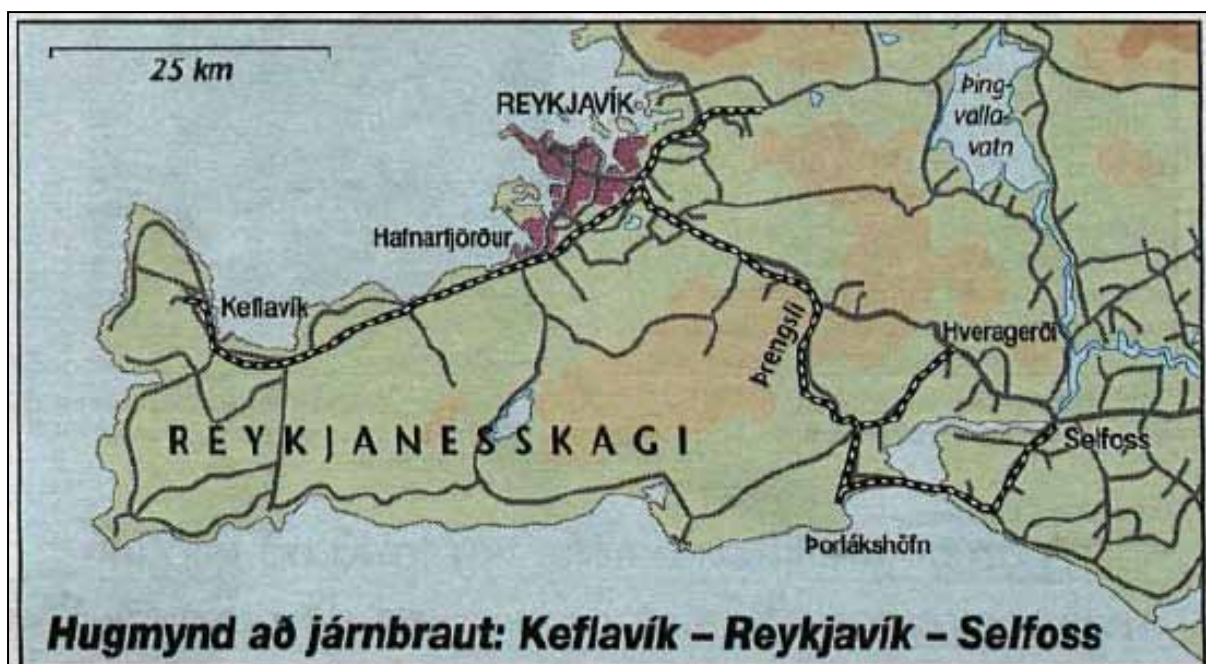 25 km
REYKJAVÍK
Þing-
valla-
vatn
Hafnarfjörður
Keflavík
Þrengsli
Hveragerði
REYKJANESSKAGI
Selfoss
Þorlákshöfn
Hugmynd að járnbraut: Keflavík – Reykjavík – Selfoss